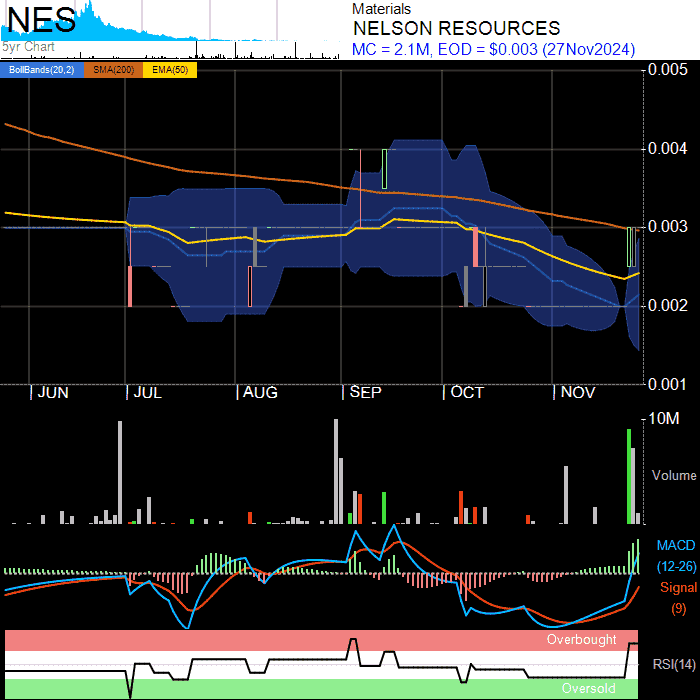 NES
5yr Chart
Materials
NELSON RESOURCES
MC = 2.1M, EOD = $0.003 (27Nov2024)
BollBands(20,2) SMA(200) EMA(50)
0.005
0.004
0.003
0.002
0.001
JUN JUL AUG SEP OCT NOV
10M
Volume
MACD
(12-26)
Signal
(9)
Overbought
RSI(14)
Oversold